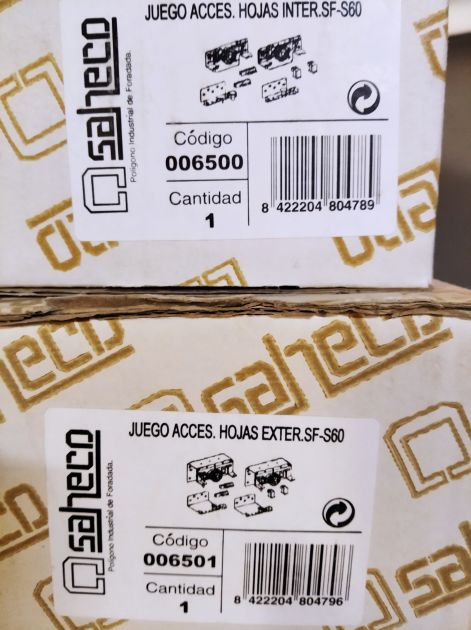 JUEGO ACCES. HOJAS INTER.SF-S60
saheco
Polígono Industrial de Foradada.
Código
006500
Cantidad
1
8 422204 804789
saheco
JUEGO ACCES. HOJAS EXTER.SF-S60
saheco
Polígono Industrial de Foradada.
Código
006501
Cantidad
1
8 422204 804796